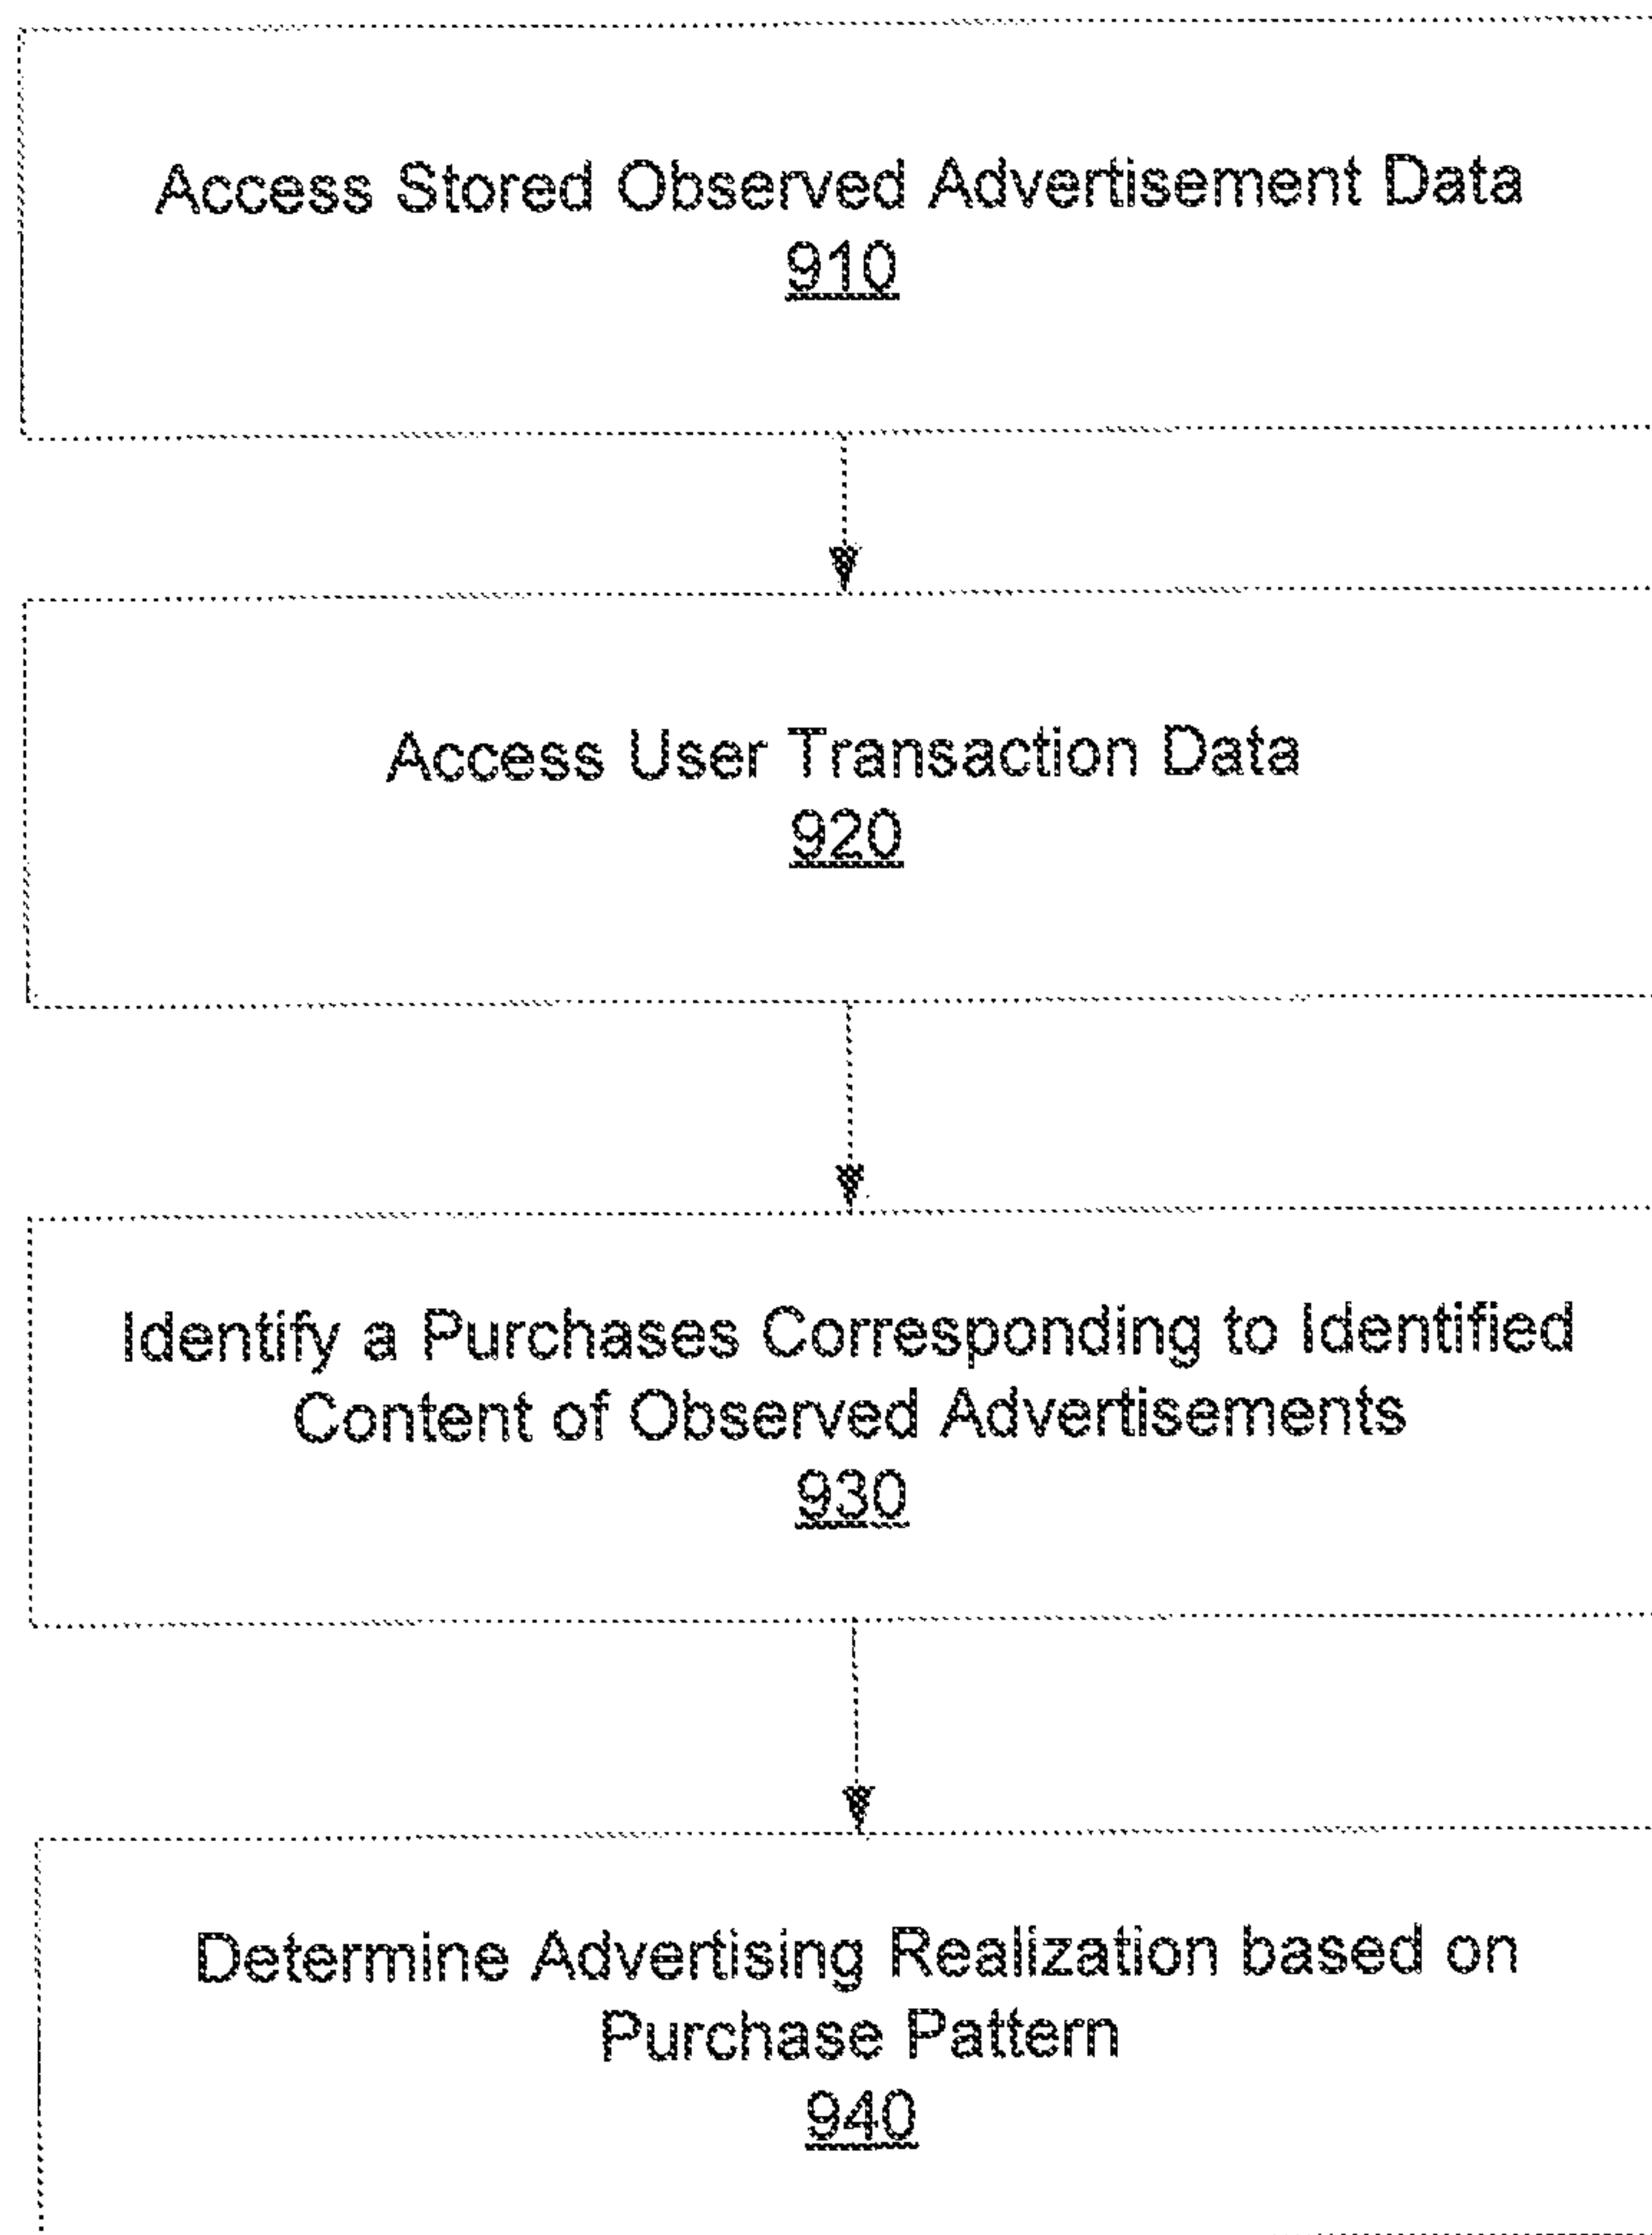 Access Stored Observed Advertisement Data
910
Access User Transaction Data
920
Identify a Purchases Corresponding to Identified
Content of Observed Advertisements
930
Determine Advertising Realization based on
Purchase Pattern
940